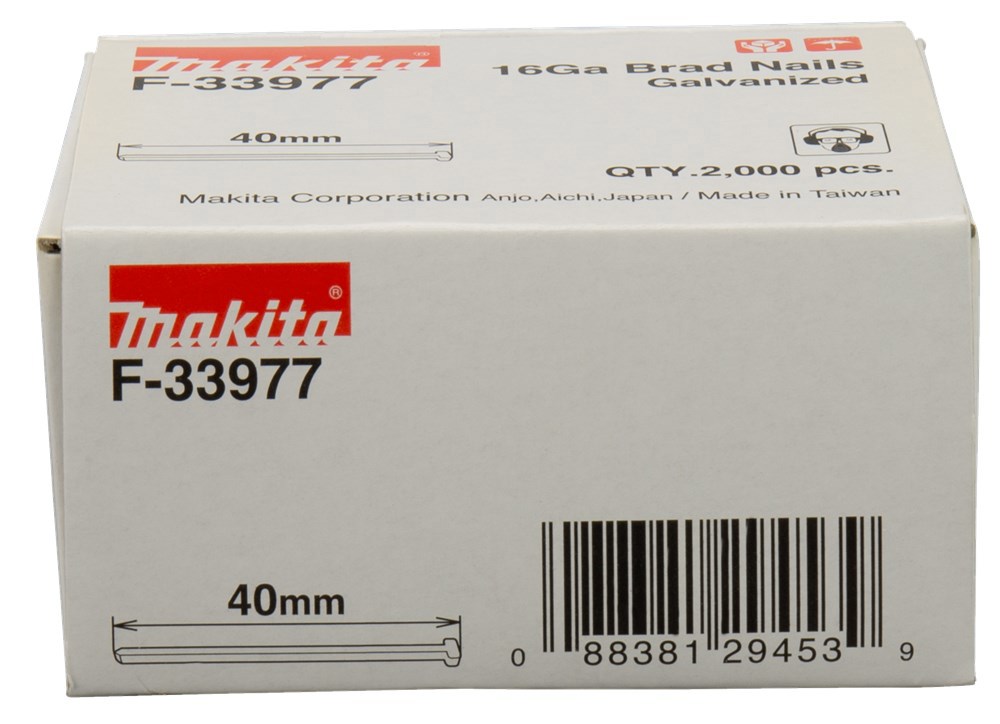 Makita®
F-33977
16Ga Brad Nails
Galvanized
40mm
QTY.2,000 pcs.
Makita Corporation Anjo,Aichi,Japan / Made in Taiwan
Makita®
F-33977
40mm
0 88381 29453 9